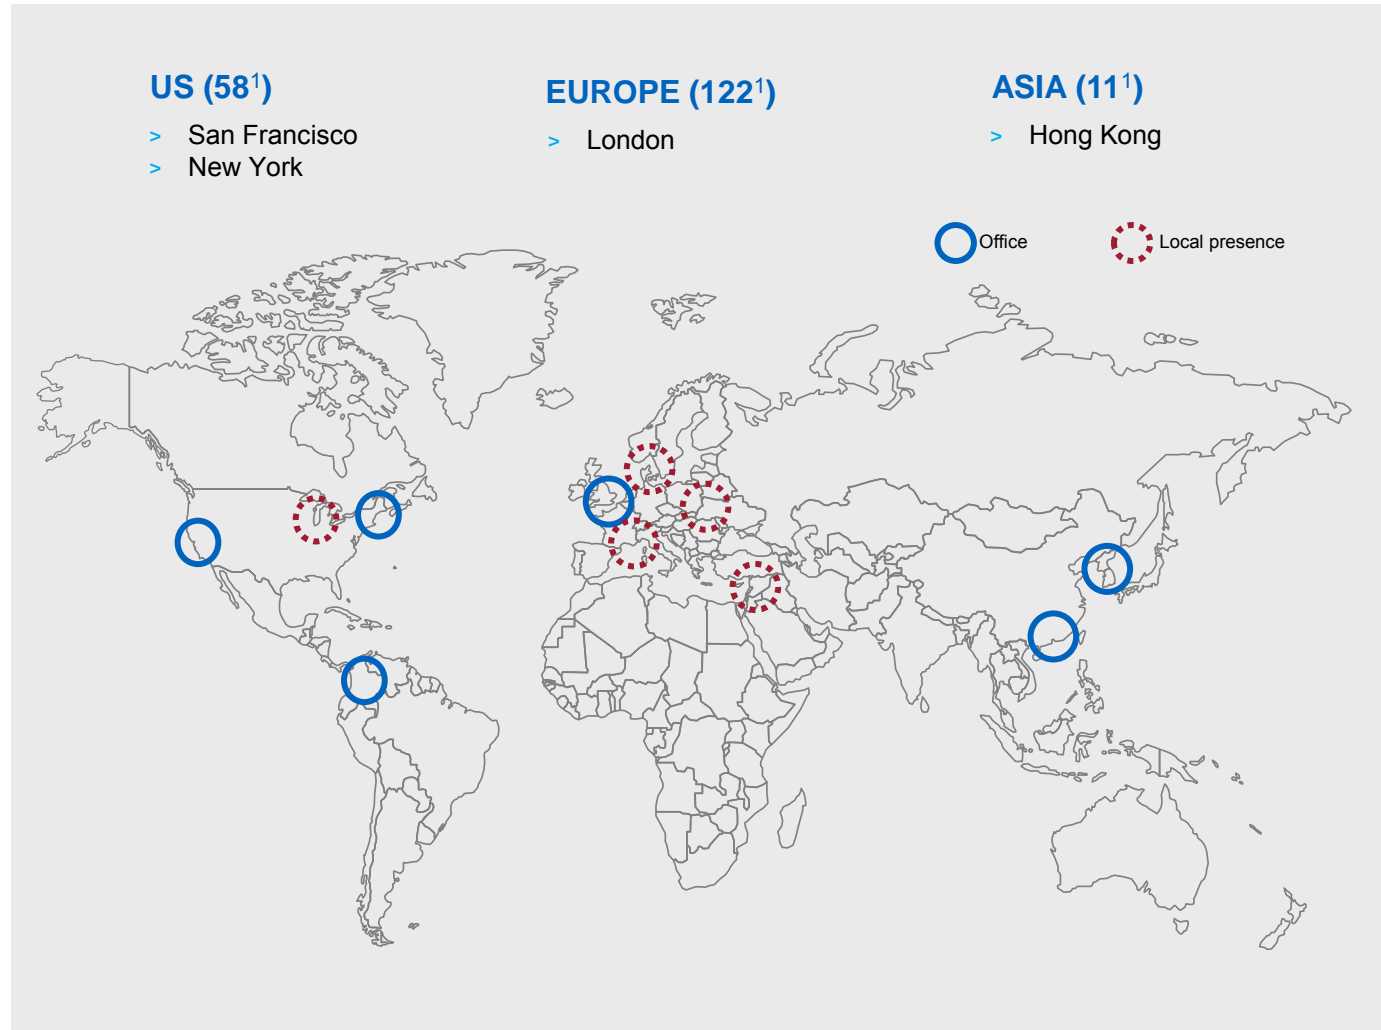 US (58¹)
> San Francisco
> New York
EUROPE (122¹)
> London
ASIA (11¹)
> Hong Kong
Office
Local presence